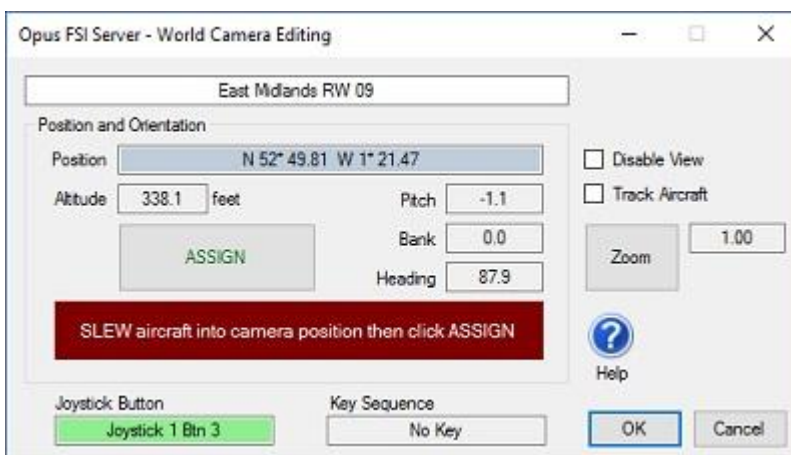 Opus FSI Server - World Camera Editing
East Midlands RW 09
Position and Orientation
Position N 52* 49.81 W 1* 21.47
Disable View
Altitude 338.1 feet Pitch -1.1
Track Aircraft
ASSIGN
Bank 0.0
Zoom 1.00
Heading 87.9
SLEW aircraft into camera position then click ASSIGN
Help
Joystick Button Key Sequence
Joystick 1 Btn 3 No Key
OK Cancel